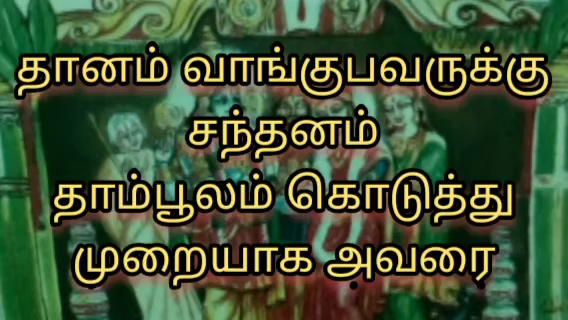 தானம் வாங்குபவருக்கு
சந்தனம்
தாம்பூலம் கொடுத்து
முறையாக அவரை